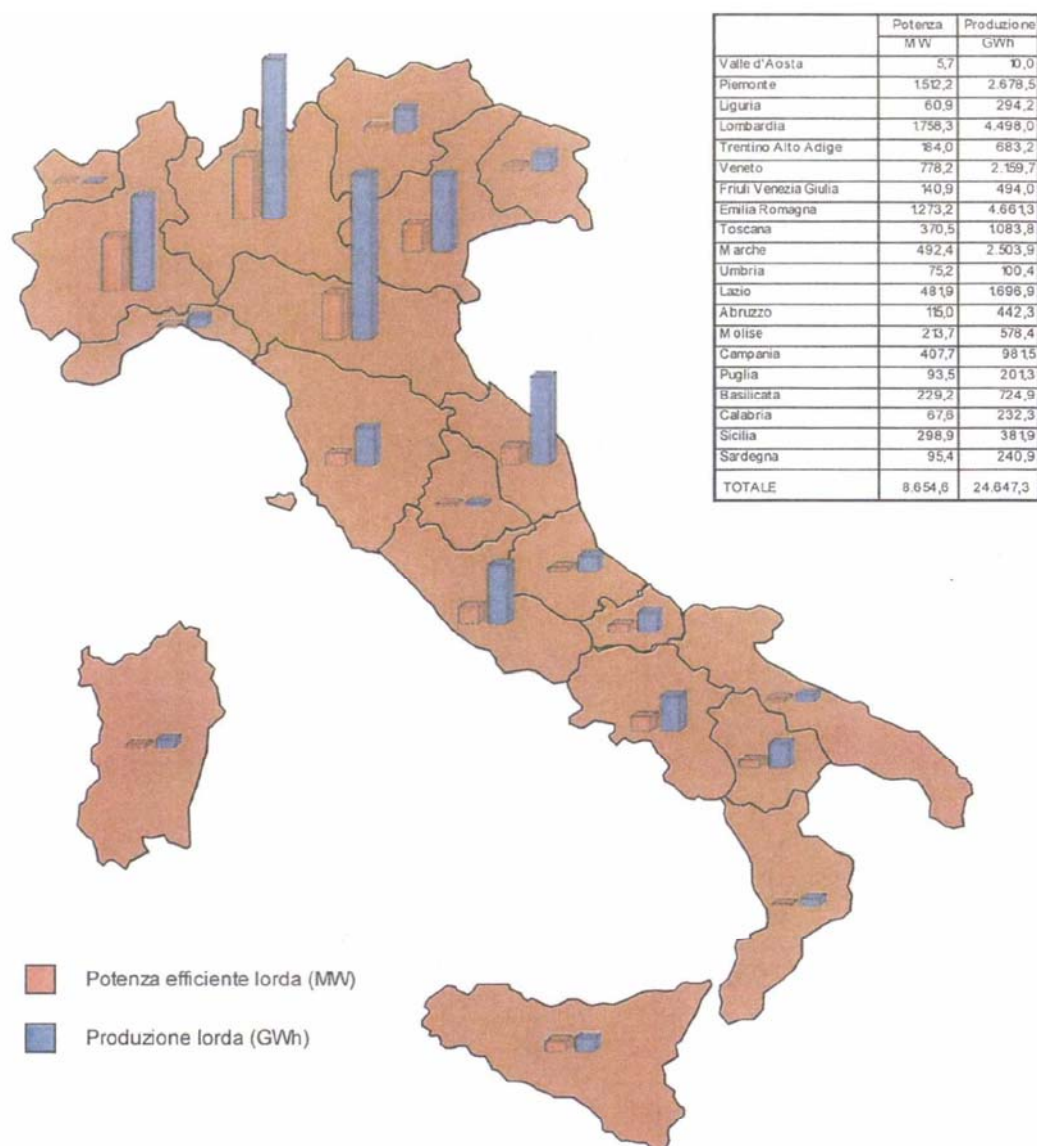 Potenza Produzione
MW GWh
Valle d'Aosta 5,7 10,0
Piemonte 1.512,2 2.678,5
Liguria 60,9 294,2
Lombardia 1.758,3 4.498,0
Trentino Alto Adige 184,0 683,2
Veneto 778,2 2.159,7
Friuli Venezia Giulia 140,9 494,0
Emilia Romagna 1.273,2 4.661,3
Toscana 370,5 1.083,8
Marche 492,4 2.503,9
Umbria 75,2 100,4
Lazio 481,9 1.696,9
Abruzzo 115,0 442,3
Molise 213,7 578,4
Campania 407,7 981,5
Puglia 93,5 201,3
Basilicata 229,2 724,9
Calabria 67,6 232,3
Sicilia 298,9 381,9
Sardegna 95,4 240,9
TOTALE 8.654,6 24.647,3
Potenza efficiente lorda (MW)
Produzione lorda (GWh)